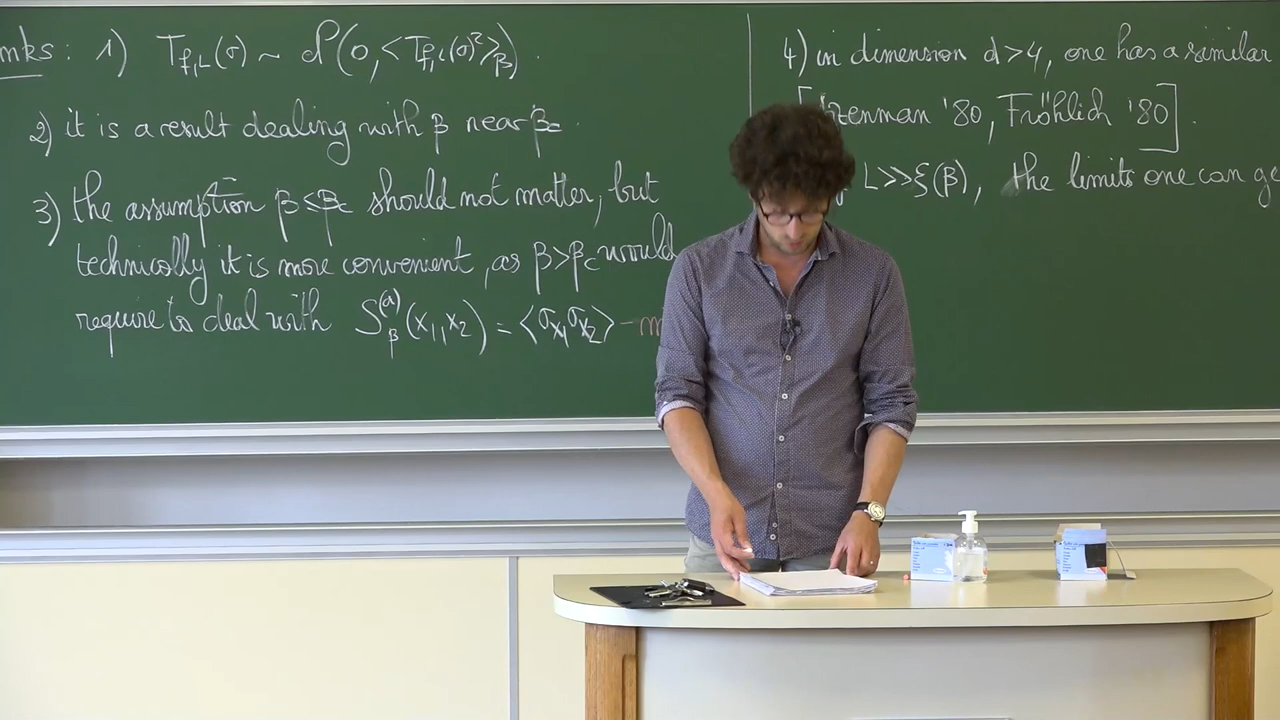 mks: 1) T_{f,L}(σ) ~ N(0, <T_{f,L}(σ)²>_β).
2) it is a result dealing with β near β_c.
3) the assumption β≤β_c should not matter, but
technically it is more convenient, as β>β_c would
require to deal with S_β^{(a)}(x_1, x_2) = ⟨σ_{x_1} σ_{x_2}⟩ - m
4) in dimension d>4, one has a similar
'80, Fröhlich '80].
L>>ξ(β), the limits one can ge